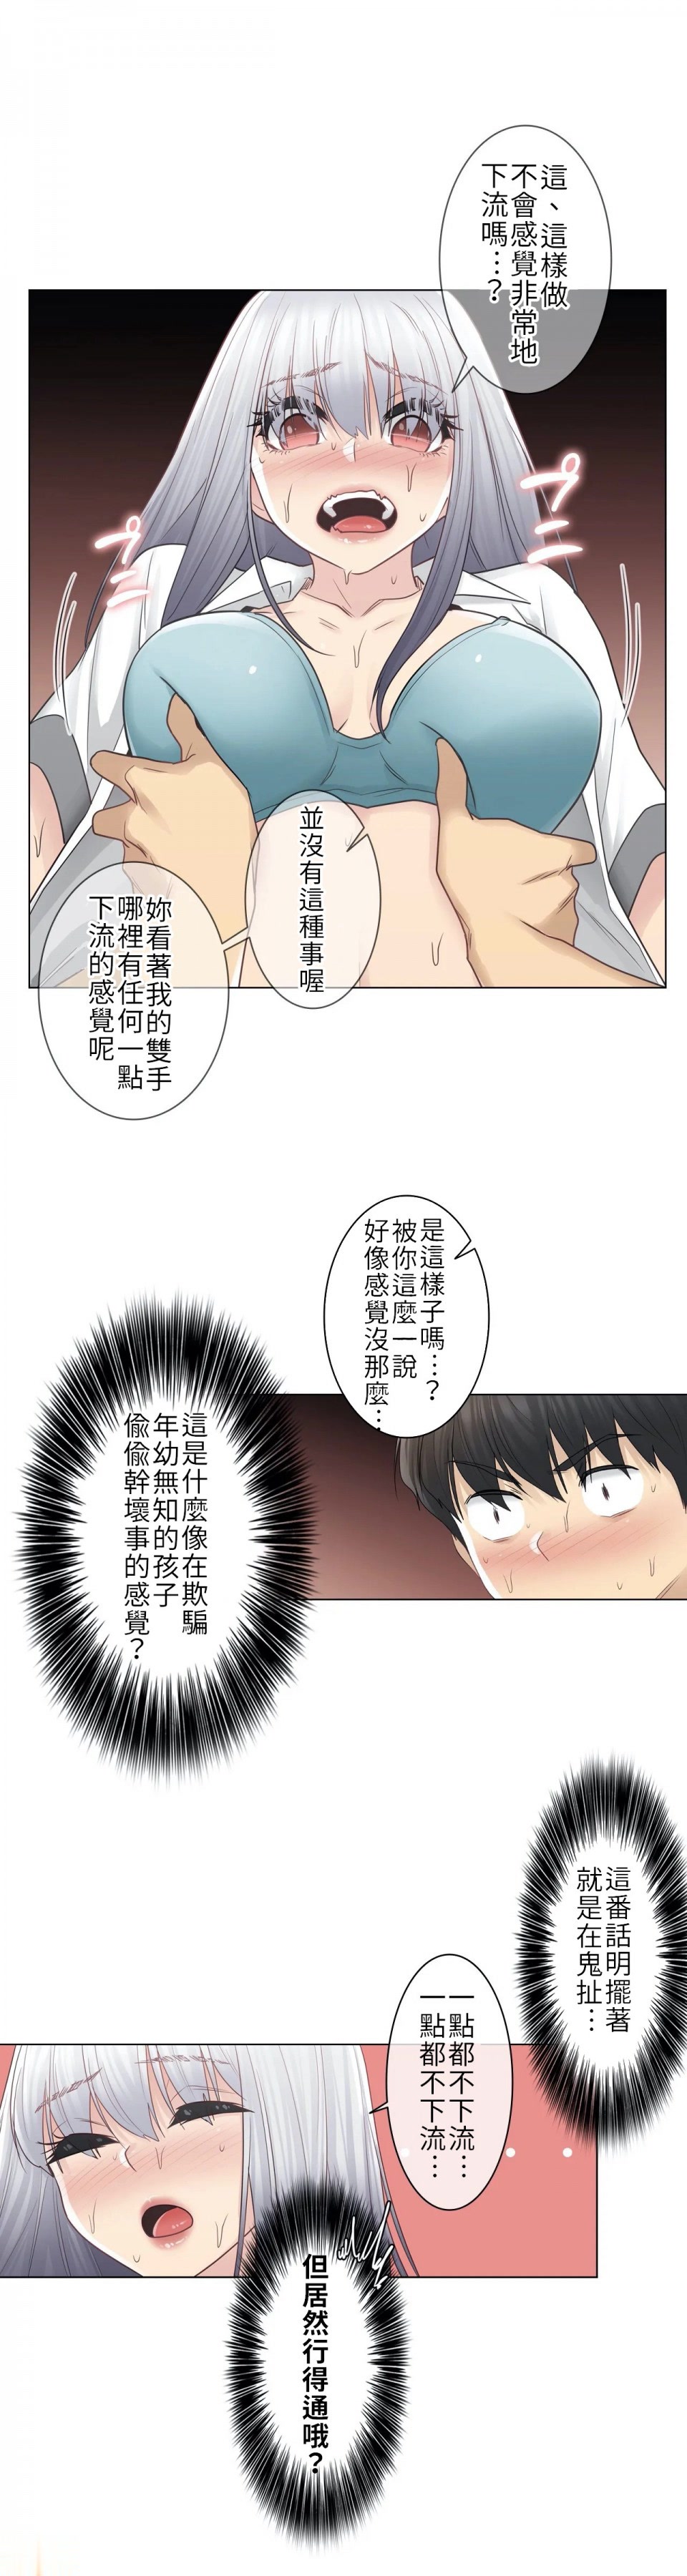 這、這樣做
不會感覺非常地
下流嗎…？
プニ
プニ
並沒有這種事喔
妳看著我的雙手
哪裡有任何一點
下流的感覺呢
是這樣子嗎…？
被你這麼一說
好像感覺沒那麼…
這是什麼像在欺騙
年幼無知的孩子
偷偷幹壞事的感覺？
這番話明擺著
就是在鬼扯…
一點都不下流…
一點都不下流…
但居然行得通哦？